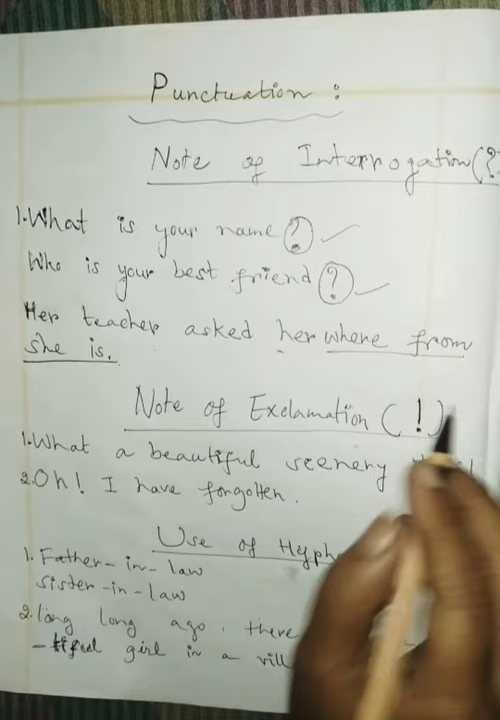 Punctuation :
Note of Interrogation (?
1. What is your name ?
Who is your best friend ?
Her teacher asked her where from
she is.
Note of Exclamation ( ! )
1. What a beautiful scenery
2. Oh! I have forgotten.
Use of Hyph
1. Father-in-law
Sister-in-law
2. long long ago, there
girl in a vill